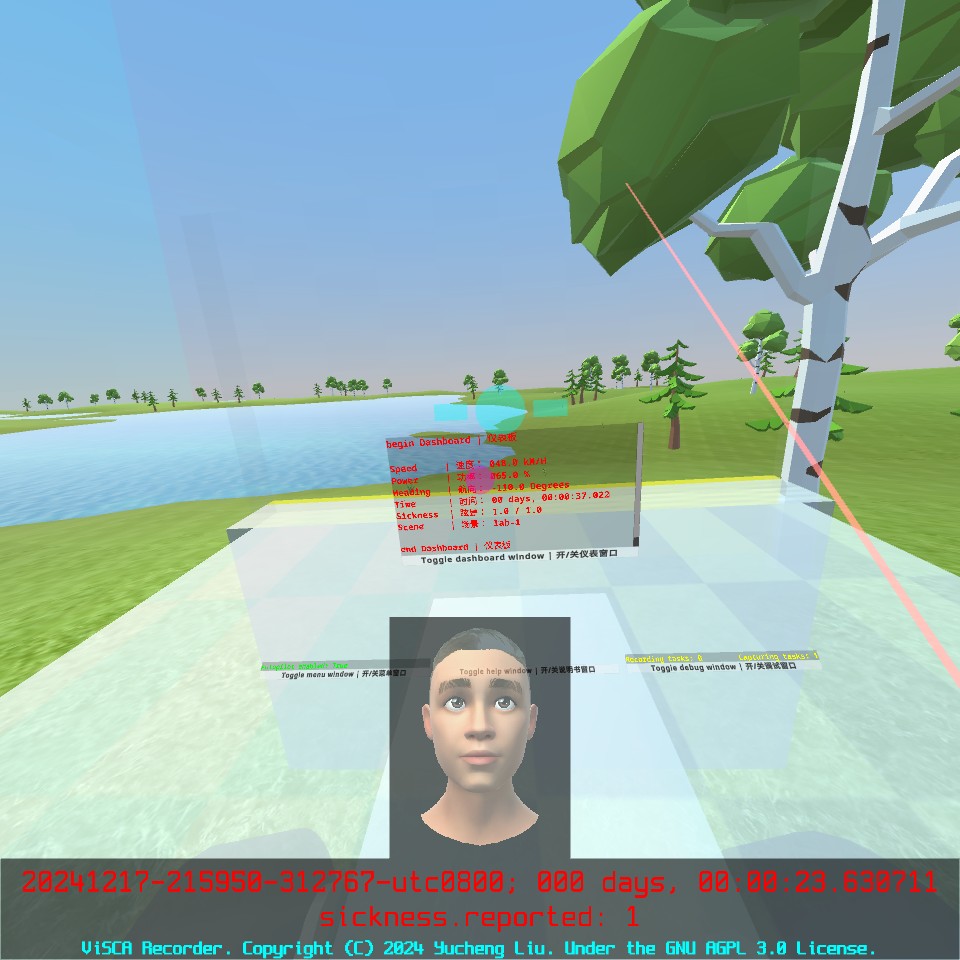 begin Dashboard | 仪表板
Speed | 速度： 048.0 kM/H
Power | 功率： 065.0 %
Heading | 航向： -110.0 Degrees
Time | 时间： 00 days, 00:00:37.022
Sickness | 眩晕： 1.0 / 1.0
Scene | 场景： lab-1
end Dashboard | 仪表板
Toggle dashboard window | 开/关仪表窗口
Autopilot enabled: True
Toggle menu window | 开/关菜单窗口
Toggle help window | 开/关说明书窗口
Recording tasks: 0 Capturing tasks: 1
Toggle debug window | 开/关调试窗口
20241217-215950-312767-utc0800; 000 days, 00:00:23.630711
sickness.reported: 1
ViSCA Recorder. Copyright (C) 2024 Yucheng Liu. Under the GNU AGPL 3.0 License.